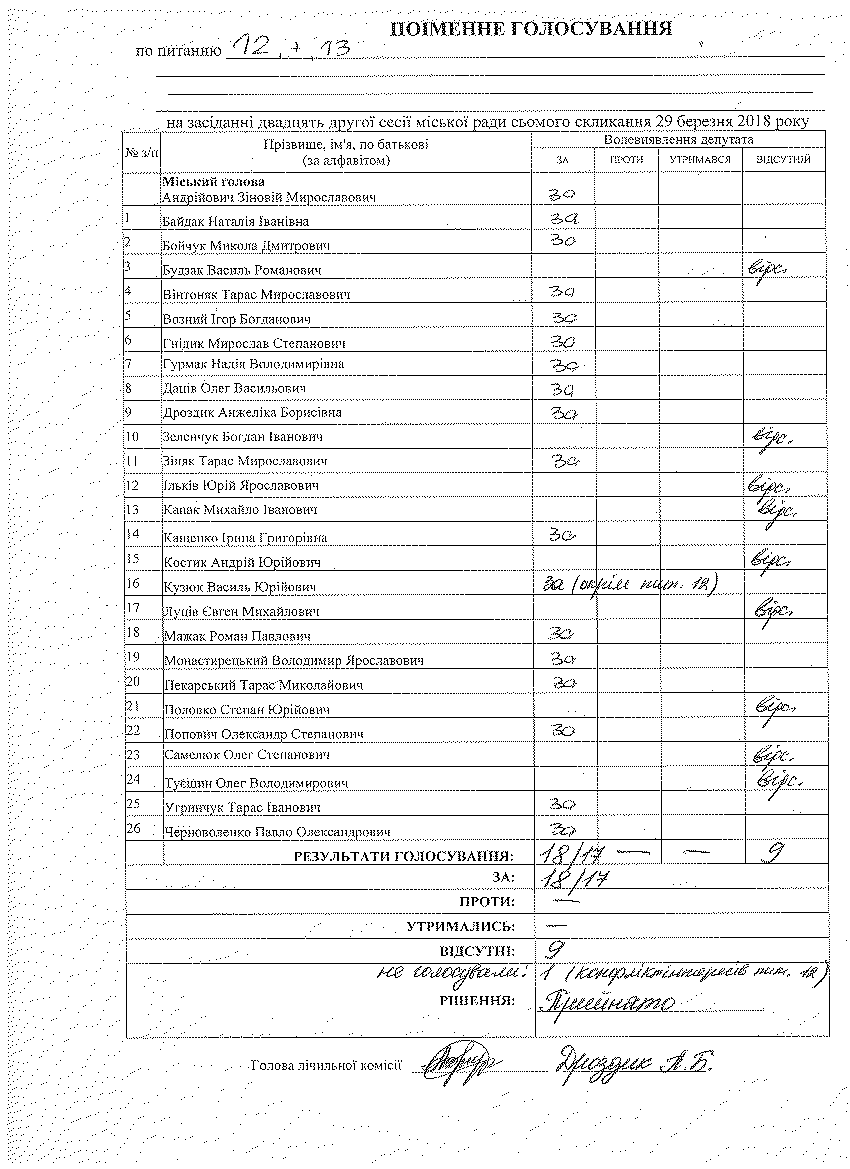 ПОІМЕННЕ ГОЛОСУВАННЯ
по питанню 12, + 13
на засіданні двадцять другої сесії міської ради сьомого скликання 29 березня 2018 року
№ з/п Прізвище, ім'я, по батькові (за алфавітом) Волевиявлення депутата
ЗА ПРОТИ УТРИМАВСЯ ВІДСУТНІЙ
Міський голова
Андрійович Зіновій Мирославович за
1 Байдак Наталія Іванівна за
2 Бойчук Микола Дмитрович за
3 Будзак Василь Романович відс.
4 Вінтоняк Тарас Мирославович за
5 Возний Ігор Богданович за
6 Гнідик Мирослав Степанович за
7 Гурмак Надія Володимирівна за
8 Даців Олег Васильович за
9 Дроздик Анжеліка Борисівна за
10 Зеленчук Богдан Іванович відс.
11 Зіняк Тарас Мирославович за
12 Ільків Юрій Ярославович відс.
13 Капак Михайло Іванович відс.
14 Кащенко Ірина Григорівна за
15 Костик Андрій Юрійович відс.
16 Кузюк Василь Юрійович за (окрім пит. 12)
17 Луців Євген Михайлович відс.
18 Мажак Роман Павлович за
19 Монастирецький Володимир Ярославович за
20 Пекарський Тарас Миколайович за
21 Половко Степан Юрійович відс.
22 Попович Олександр Степанович за
23 Самелюк Олег Степанович відс.
24 Туєшин Олег Володимирович відс.
25 Угринчук Тарас Іванович за
26 Черноволенко Павло Олександрович за
РЕЗУЛЬТАТИ ГОЛОСУВАННЯ: 18/17 — — 9
ЗА: 18/17
ПРОТИ: —
УТРИМАЛИСЬ: —
ВІДСУТНІ: 9
не голосували: 1 (конфлікт інтересів пит. 12)
РІШЕННЯ: Прийнято
Голова лічильної комісії Дроздик А.Б.